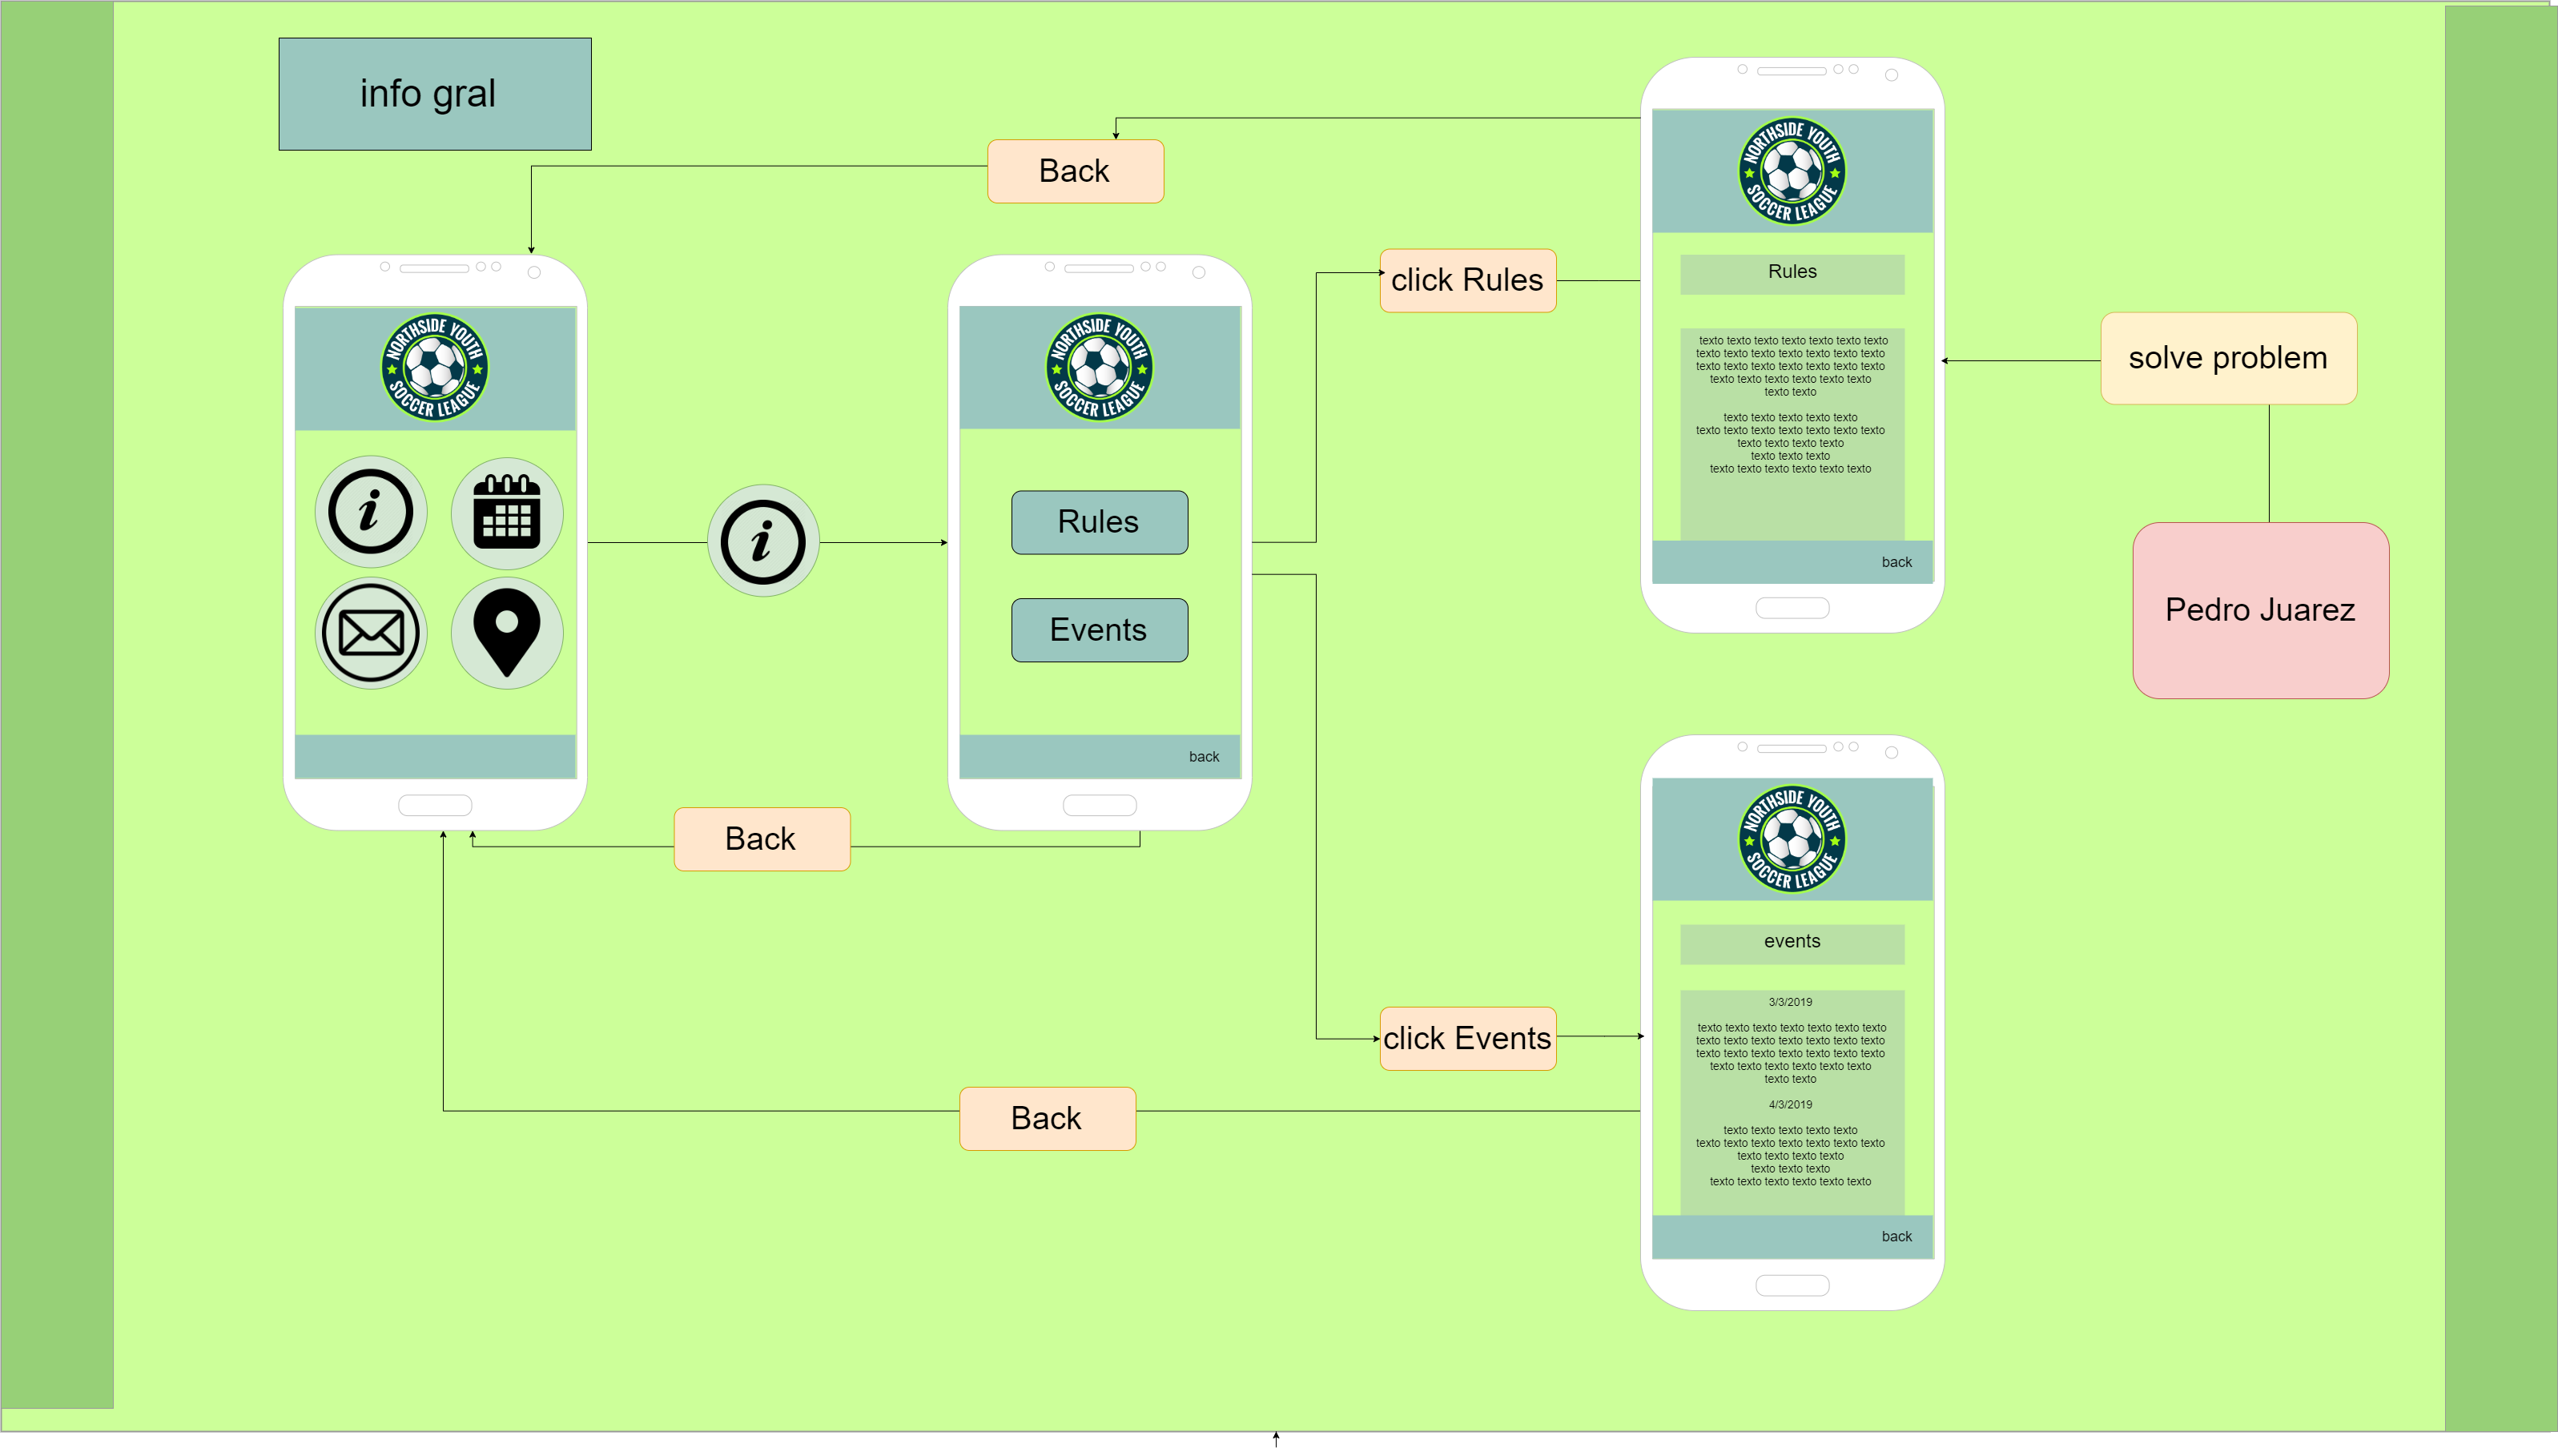 info gral
Back
NORTHSIDE YOUTH
SOCCER LEAGUE
Rules
texto texto texto texto texto texto texto
texto texto texto texto texto texto texto
texto texto texto texto texto texto texto
texto texto texto texto texto texto
texto texto
texto texto texto texto texto
texto texto texto texto texto texto texto
texto texto texto texto
texto texto texto
texto texto texto texto texto texto
back
click Rules
solve problem
Pedro Juarez
NORTHSIDE YOUTH
SOCCER LEAGUE
i
i
NORTHSIDE YOUTH
SOCCER LEAGUE
Rules
Events
back
Back
NORTHSIDE YOUTH
SOCCER LEAGUE
events
3/3/2019
texto texto texto texto texto texto texto
texto texto texto texto texto texto texto
texto texto texto texto texto texto texto
texto texto texto texto texto texto
texto texto
4/3/2019
texto texto texto texto texto
texto texto texto texto texto texto texto
texto texto texto texto
texto texto texto
texto texto texto texto texto texto
back
click Events
Back